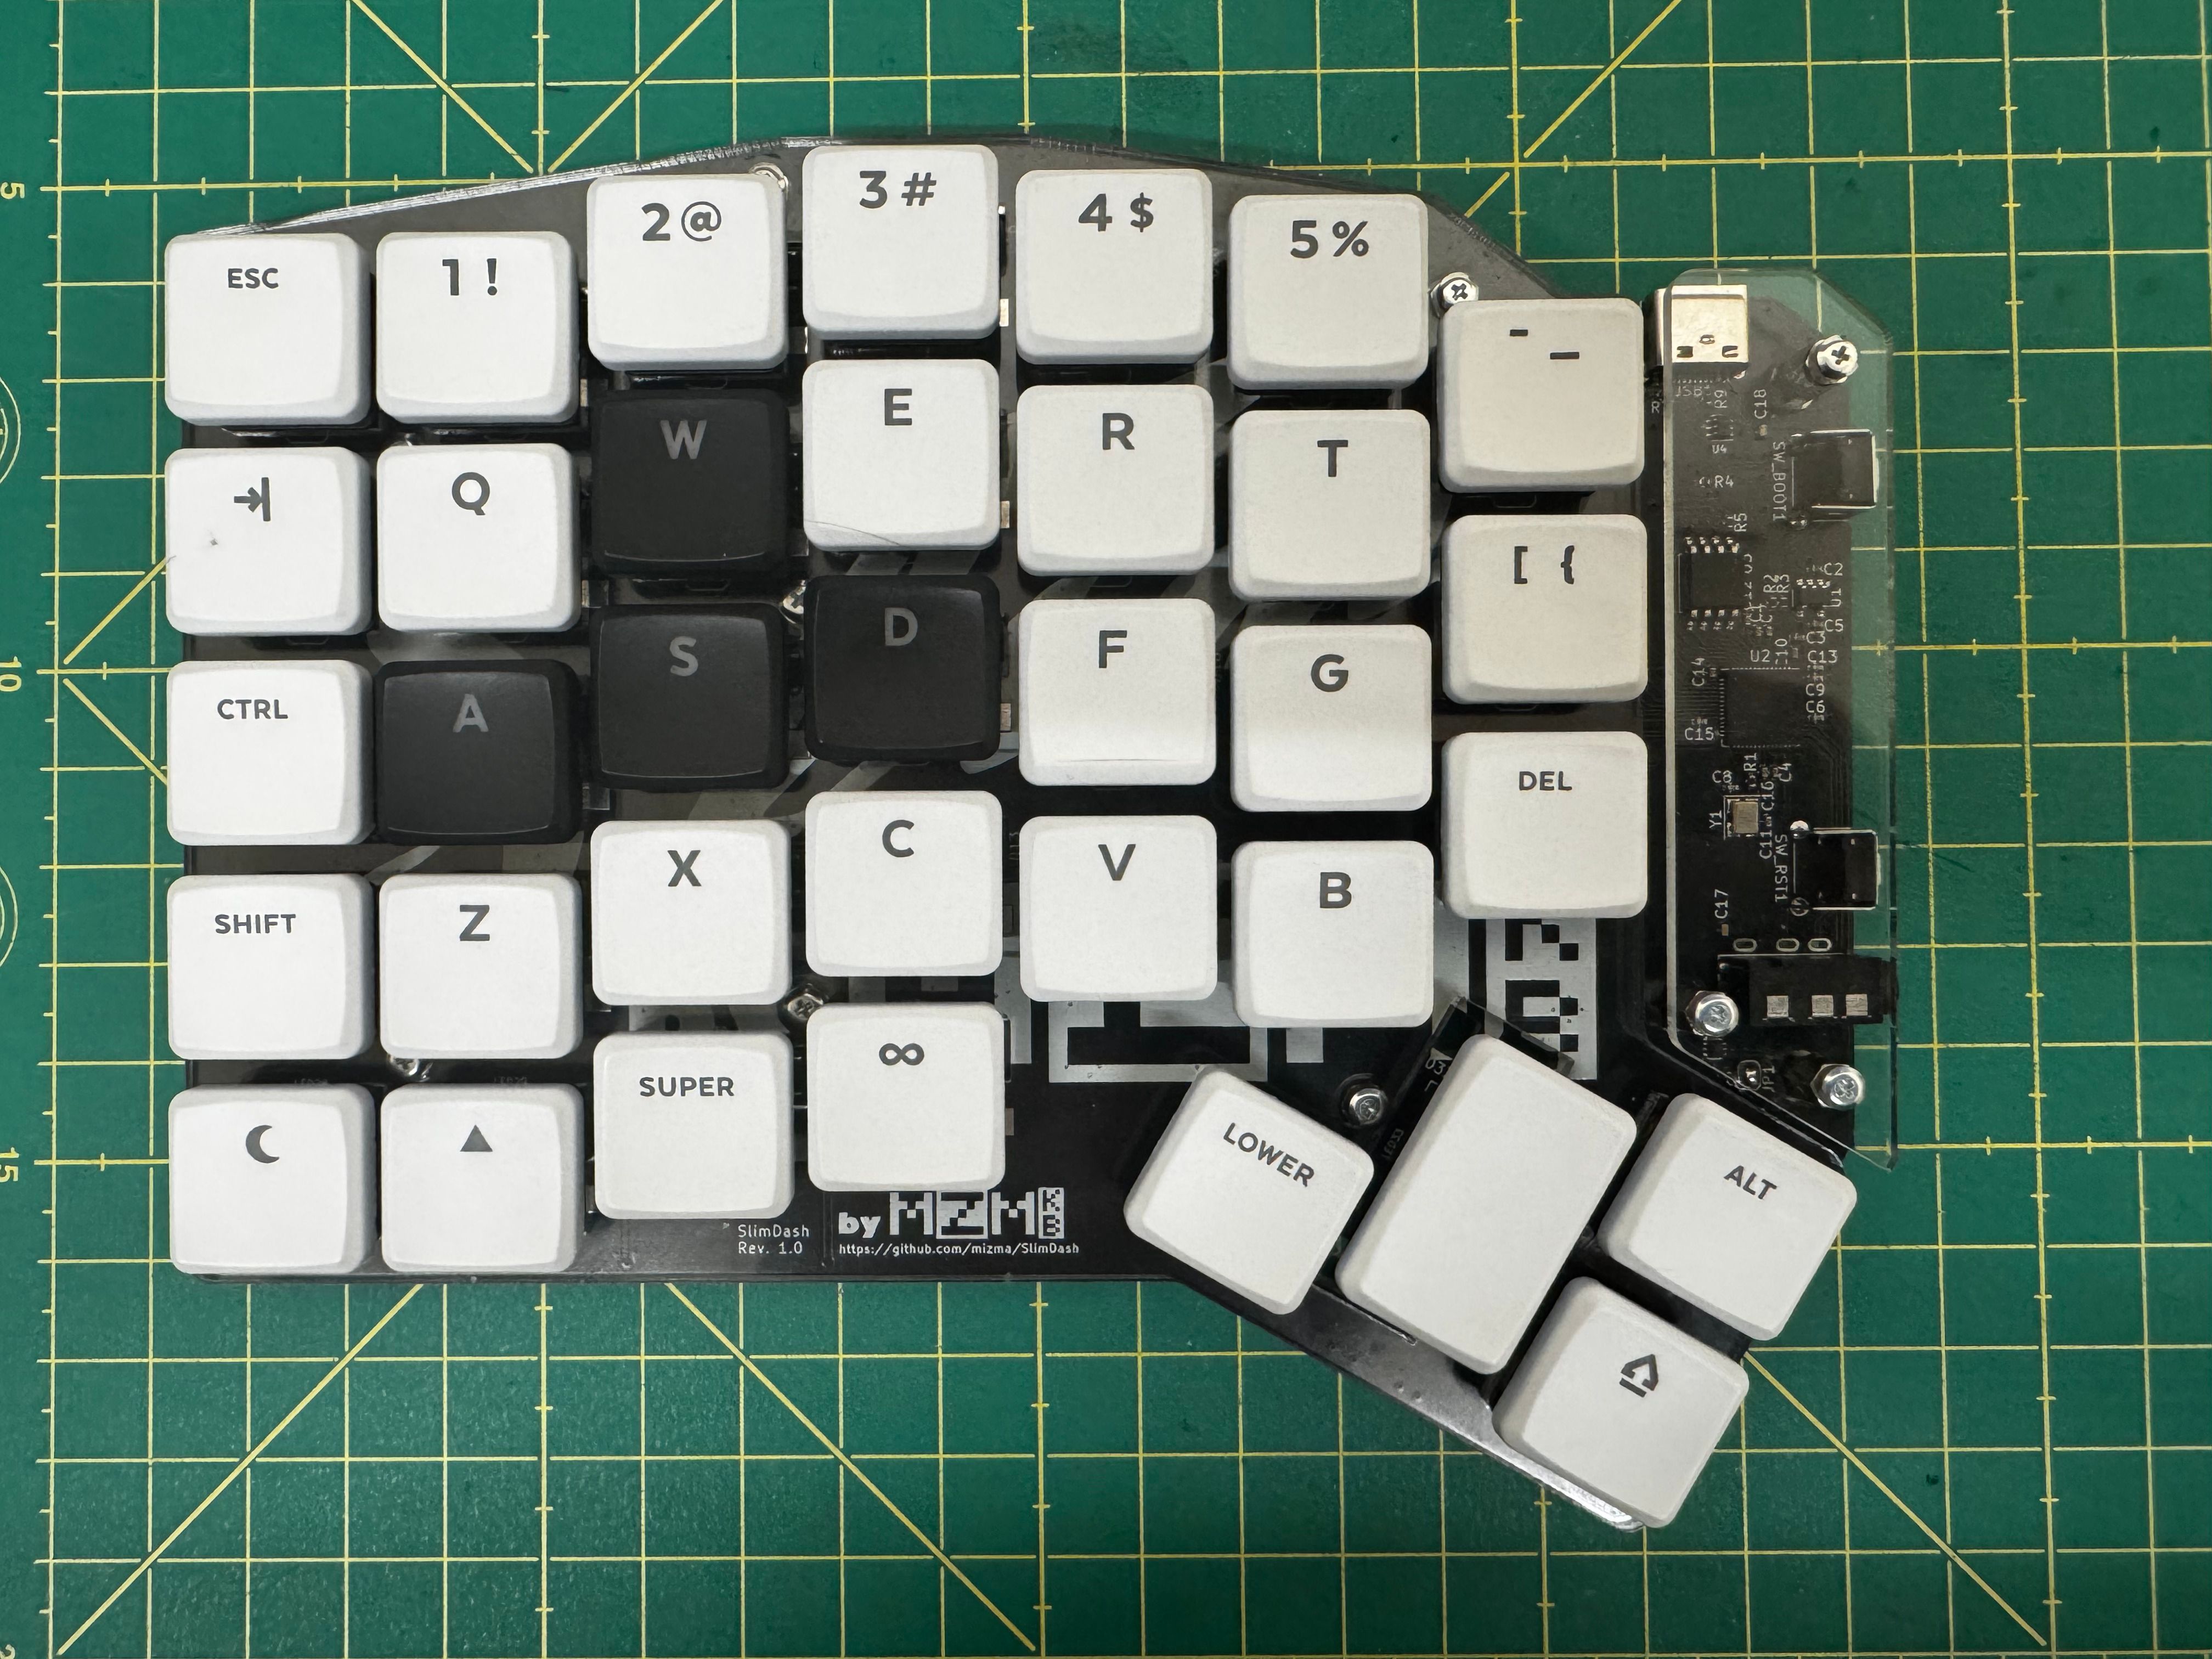 ESC 1 ! 2 @ 3 # 4 $ 5 % - _
Q W E R T [ {
CTRL A S D F G DEL
SHIFT Z X C V B
SUPER ∞
LOWER ALT
SlimDash
Rev. 1.0
by MZM KB
https://github.com/mizma/SlimDash
R9
C18
U4
R4
SW_BOOT1
R5
C2
U1
R2
R3
C5
C3
U2
C13
C14
C9
C6
C15
R1
C8
C4
C16
Y1
C11
SW_RST1
C17
JP1
5
10
15